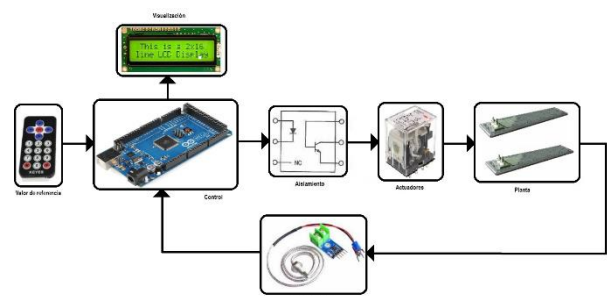 Visualización
This is a 2x16
line LCD Display
Valor de referencia
Control
NC
Aislamiento
Actuadores
Planta